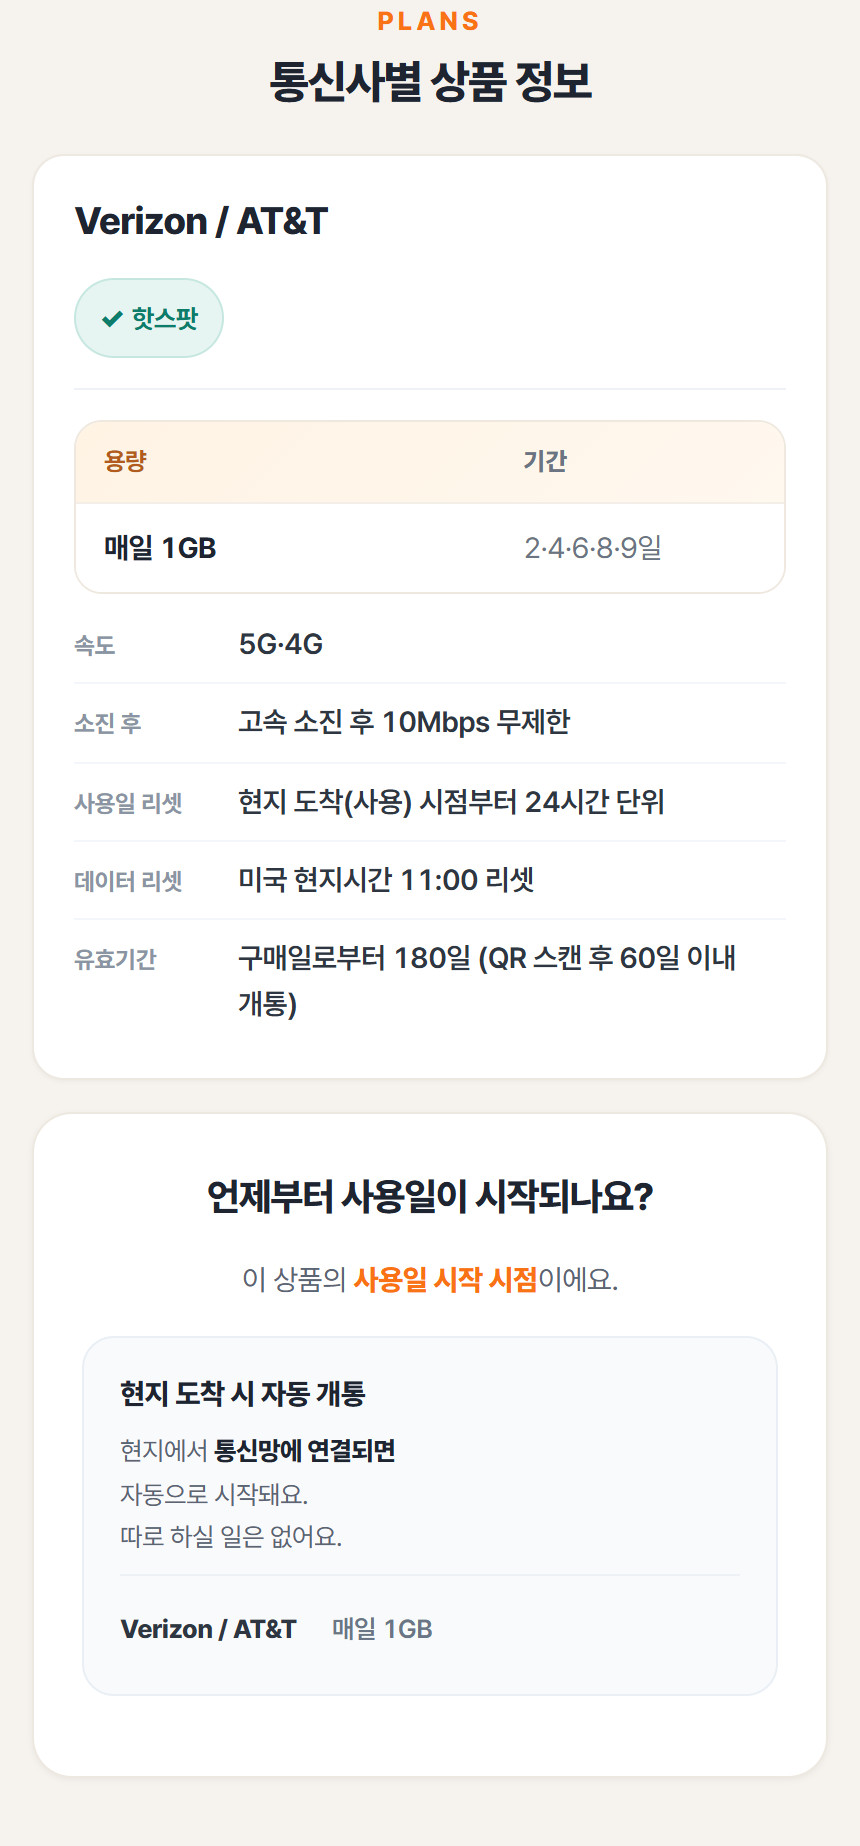 PLANS
통신사별 상품 정보
Verizon / AT&T
✓ 핫스팟
용량 기간
매일 1GB 2·4·6·8·9일
속도 5G·4G
소진 후 고속 소진 후 10Mbps 무제한
사용일 리셋 현지 도착(사용) 시점부터 24시간 단위
데이터 리셋 미국 현지시간 11:00 리셋
유효기간 구매일로부터 180일 (QR 스캔 후 60일 이내
개통)
언제부터 사용일이 시작되나요?
이 상품의 사용일 시작 시점이에요.
현지 도착 시 자동 개통
현지에서 통신망에 연결되면
자동으로 시작돼요.
따로 하실 일은 없어요.
Verizon / AT&T 매일 1GB